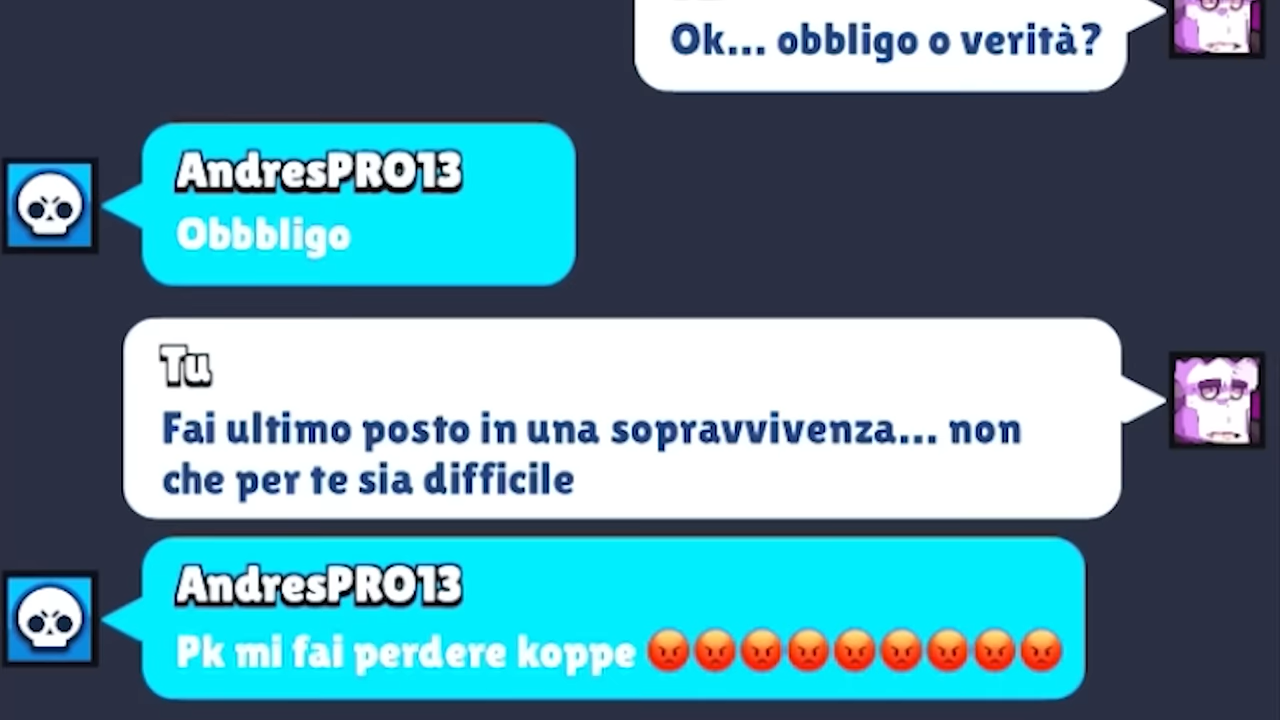 Ok... obbligo o verità?
AndresPRO13
Obbbligo
Tu
Fai ultimo posto in una sopravvivenza... non
che per te sia difficile
AndresPRO13
Pk mi fai perdere koppe 😡😡😡😡😡😡😡😡😡